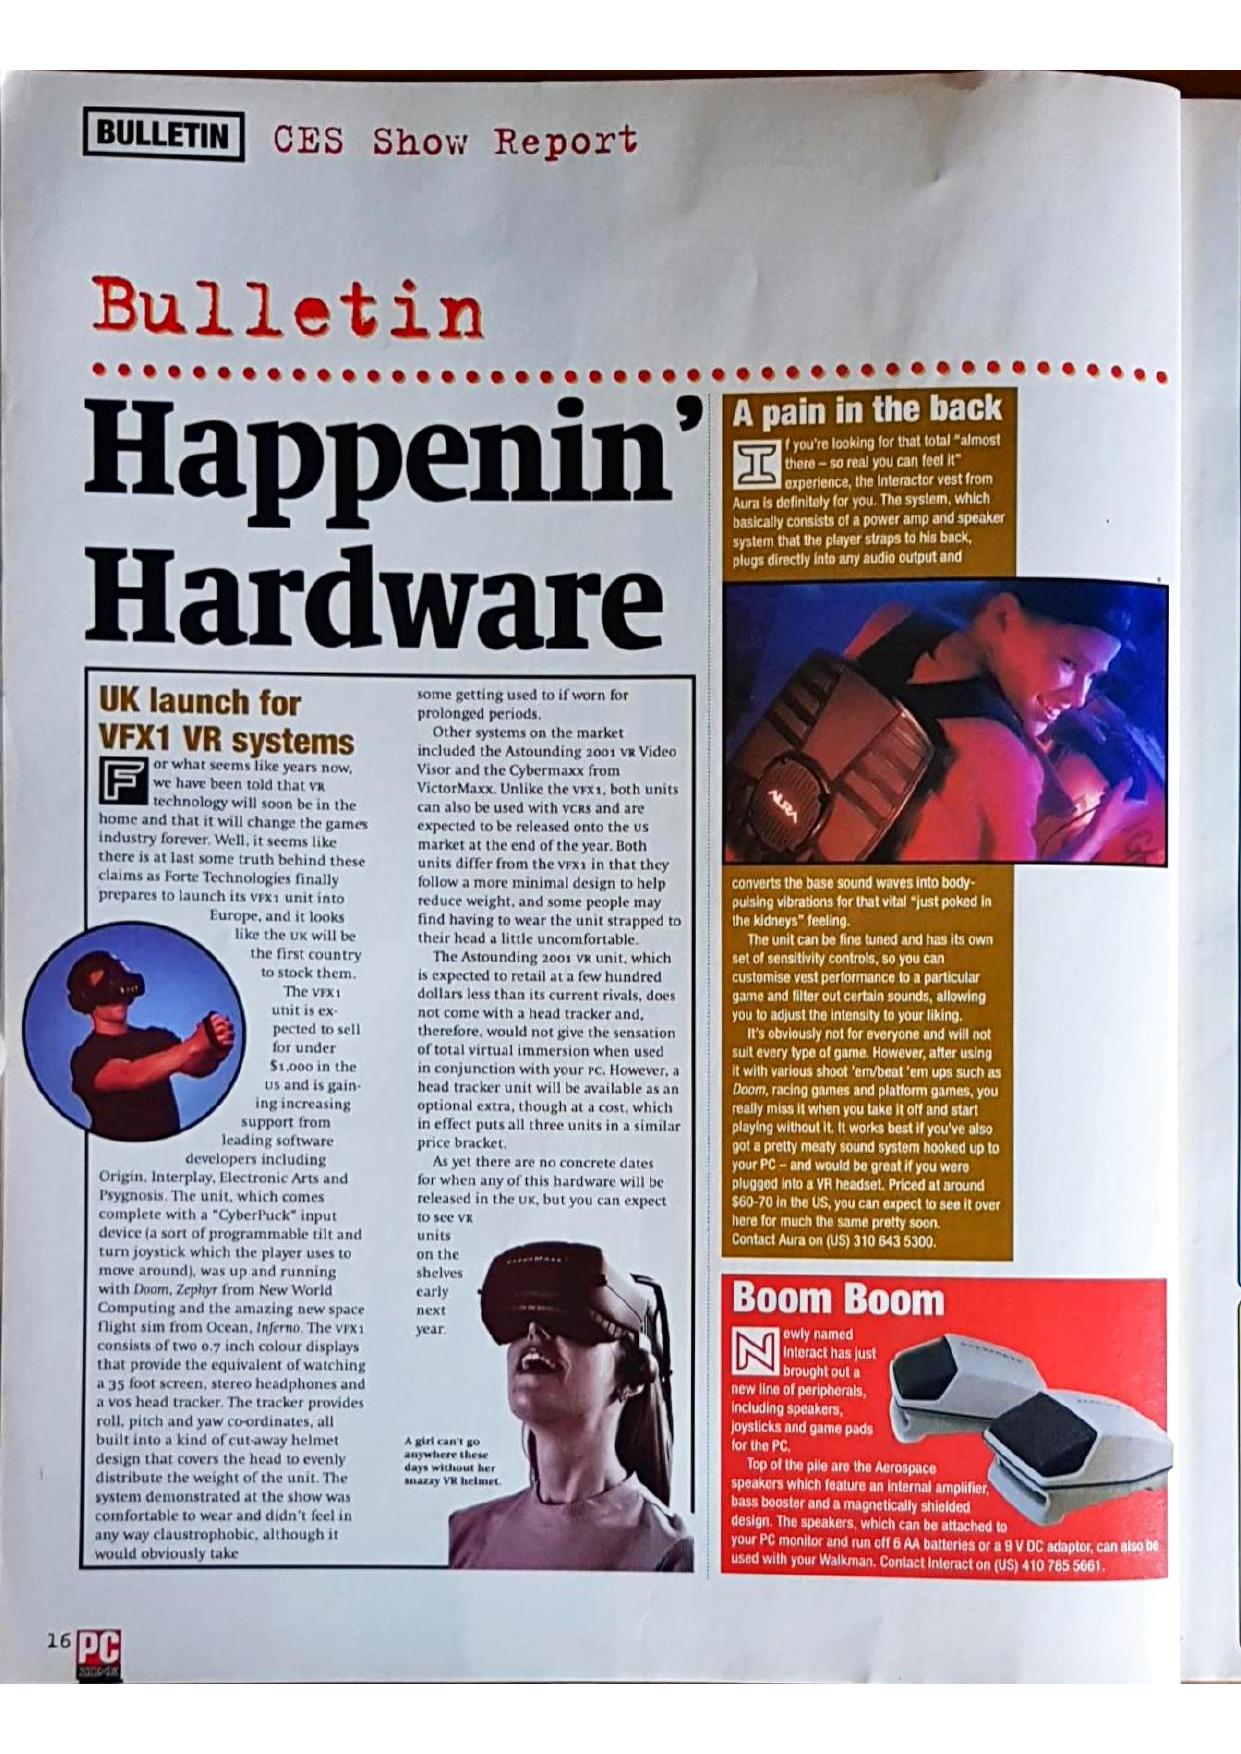 BULLETIN CES Show Report
Bulletin
Happenin'
Hardware
UK launch for
VFX1 VR systems
For what seems like years now,
we have been told that VR
technology will soon be in the
home and that it will change the games
industry forever. Well, it seems like
there is at last some truth behind these
claims as Forte Technologies finally
prepares to launch its VFX1 unit into
Europe, and it looks
like the UK will be
the first country
to stock them.
The VFX1
unit is ex-
pected to sell
for under
$1,000 in the
US and is gain-
ing increasing
support from
leading software
developers including
Origin, Interplay, Electronic Arts and
Psygnosis. The unit, which comes
complete with a "CyberPuck" input
device (a sort of programmable tilt and
turn joystick which the player uses to
move around), was up and running
with Doom, Zephyr from New World
Computing and the amazing new space
flight sim from Ocean, Inferno. The VFX1
consists of two 0.7 inch colour displays
that provide the equivalent of watching
a 35 foot screen, stereo headphones and
a VOS head tracker. The tracker provides
roll, pitch and yaw co-ordinates, all
built into a kind of cut-away helmet
design that covers the head to evenly
distribute the weight of the unit. The
system demonstrated at the show was
comfortable to wear and didn't feel in
any way claustrophobic, although it
would obviously take
some getting used to if worn for
prolonged periods.
Other systems on the market
included the Astounding 2001 VR Video
Visor and the Cybermaxx from
VictorMaxx. Unlike the VFX1, both units
can also be used with VCRs and are
expected to be released onto the US
market at the end of the year. Both
units differ from the VFX1 in that they
follow a more minimal design to help
reduce weight, and some people may
find having to wear the unit strapped to
their head a little uncomfortable.
The Astounding 2001 VR unit, which
is expected to retail at a few hundred
dollars less than its current rivals, does
not come with a head tracker and,
therefore, would not give the sensation
of total virtual immersion when used
in conjunction with your PC. However, a
head tracker unit will be available as an
optional extra, though at a cost, which
in effect puts all three units in a similar
price bracket.
As yet there are no concrete dates
for when any of this hardware will be
released in the UK, but you can expect
to see VR
units
on the
shelves
early
next
year.
A girl can't go
anywhere these
days without her
snazzy VR helmet.
A pain in the back
If you're looking for that total "almost
there – so real you can feel it"
experience, the Interactor vest from
Aura is definitely for you. The system, which
basically consists of a power amp and speaker
system that the player straps to his back,
plugs directly into any audio output and
AURA
converts the base sound waves into body-
pulsing vibrations for that vital "just poked in
the kidneys" feeling.
The unit can be fine tuned and has its own
set of sensitivity controls, so you can
customise vest performance to a particular
game and filter out certain sounds, allowing
you to adjust the intensity to your liking.
It's obviously not for everyone and will not
suit every type of game. However, after using
it with various shoot 'em/beat 'em ups such as
Doom, racing games and platform games, you
really miss it when you take it off and start
playing without it. It works best if you've also
got a pretty meaty sound system hooked up to
your PC – and would be great if you were
plugged into a VR headset. Priced at around
$60-70 in the US, you can expect to see it over
here for much the same pretty soon.
Contact Aura on (US) 310 643 5300.
Boom Boom
Newly named
Interact has just
brought out a
new line of peripherals,
including speakers,
joysticks and game pads
for the PC.
Top of the pile are the Aerospace
speakers which feature an internal amplifier,
bass booster and a magnetically shielded
design. The speakers, which can be attached to
your PC monitor and run off 6 AA batteries or a 9 V DC adaptor, can also be
used with your Walkman. Contact Interact on (US) 410 785 5661.
16 PC
ZONE